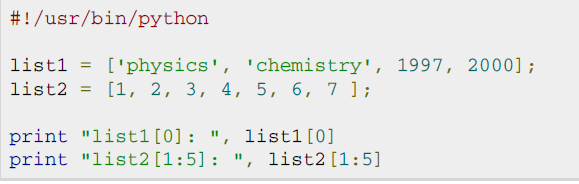 #!/usr/bin/python
list1 = ['physics', 'chemistry', 1997, 2000];
list2 = [1, 2, 3, 4, 5, 6, 7 ];
print "list1[0]: ", list1[0]
print "list2[1:5]: ", list2[1:5]